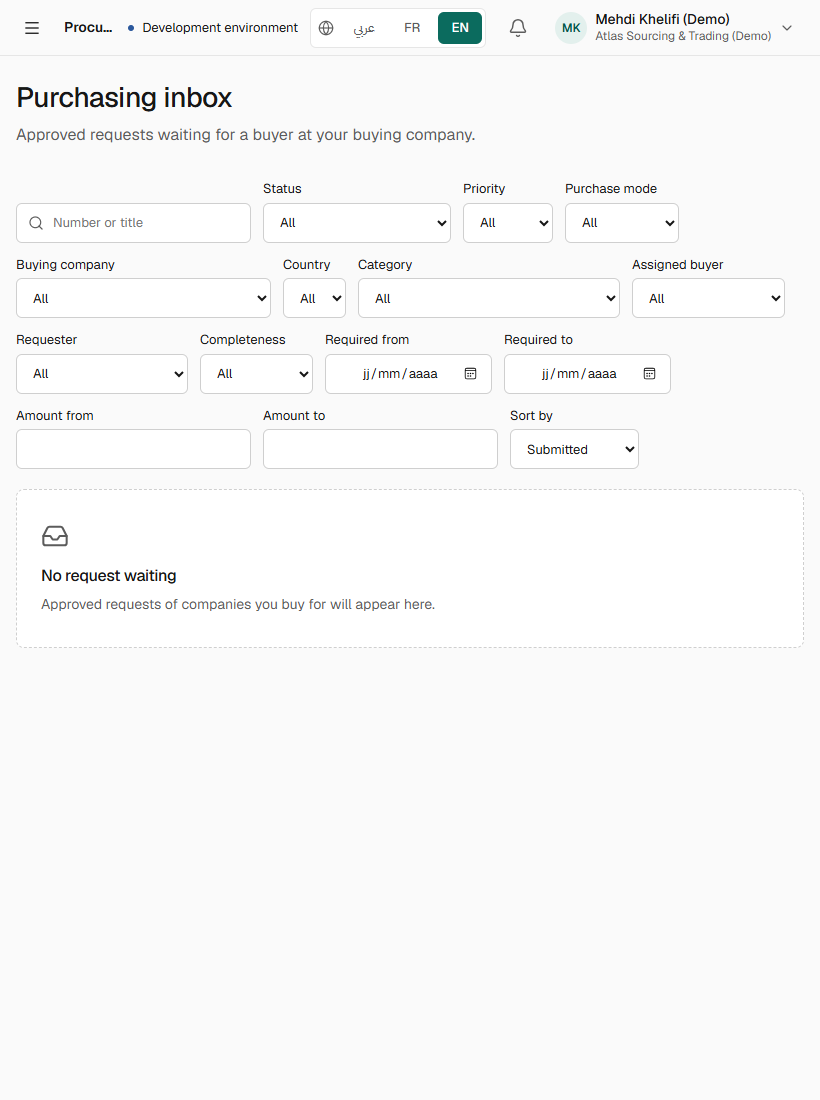 Procu... Development environment عربي FR EN MK Mehdi Khelifi (Demo)
Atlas Sourcing & Trading (Demo)
Purchasing inbox
Approved requests waiting for a buyer at your buying company.
Status Priority Purchase mode
Number or title All All All
Buying company Country Category Assigned buyer
All All All All
Requester Completeness Required from Required to
All All jj/mm/aaaa jj/mm/aaaa
Amount from Amount to Sort by
Submitted
No request waiting
Approved requests of companies you buy for will appear here.